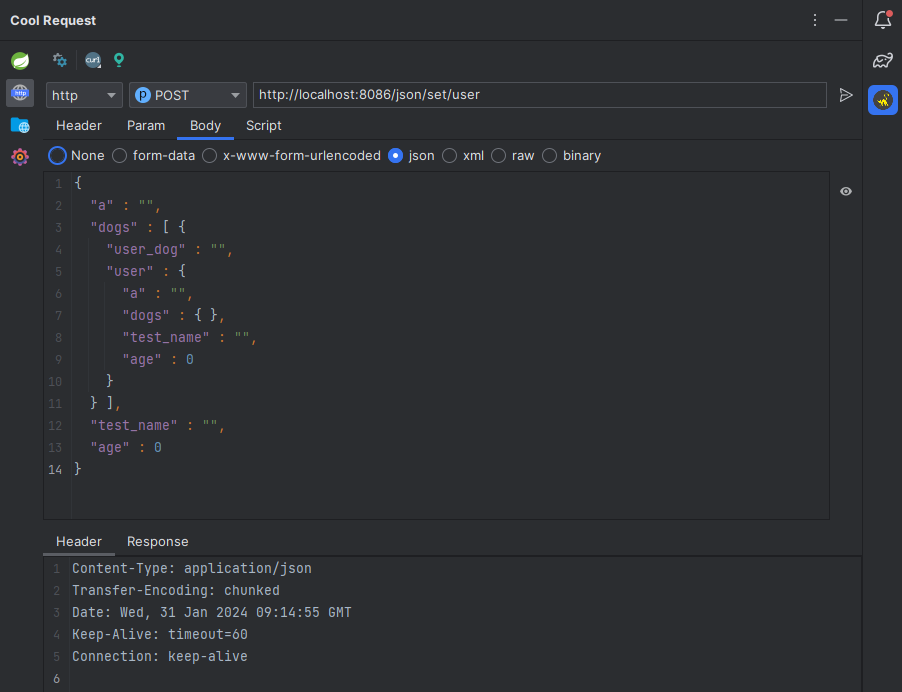 Cool Request
curl
http
http POST http://localhost:8086/json/set/user
Header Param Body Script
None form-data x-www-form-urlencoded json xml raw binary
1 {
2 "a" : "",
3 "dogs" : [ {
4 "user_dog" : "",
5 "user" : {
6 "a" : "",
7 "dogs" : { },
8 "test_name" : "",
9 "age" : 0
10 }
11 } ],
12 "test_name" : "",
13 "age" : 0
14 }
Header Response
1 Content-Type: application/json
2 Transfer-Encoding: chunked
3 Date: Wed, 31 Jan 2024 09:14:55 GMT
4 Keep-Alive: timeout=60
5 Connection: keep-alive
6